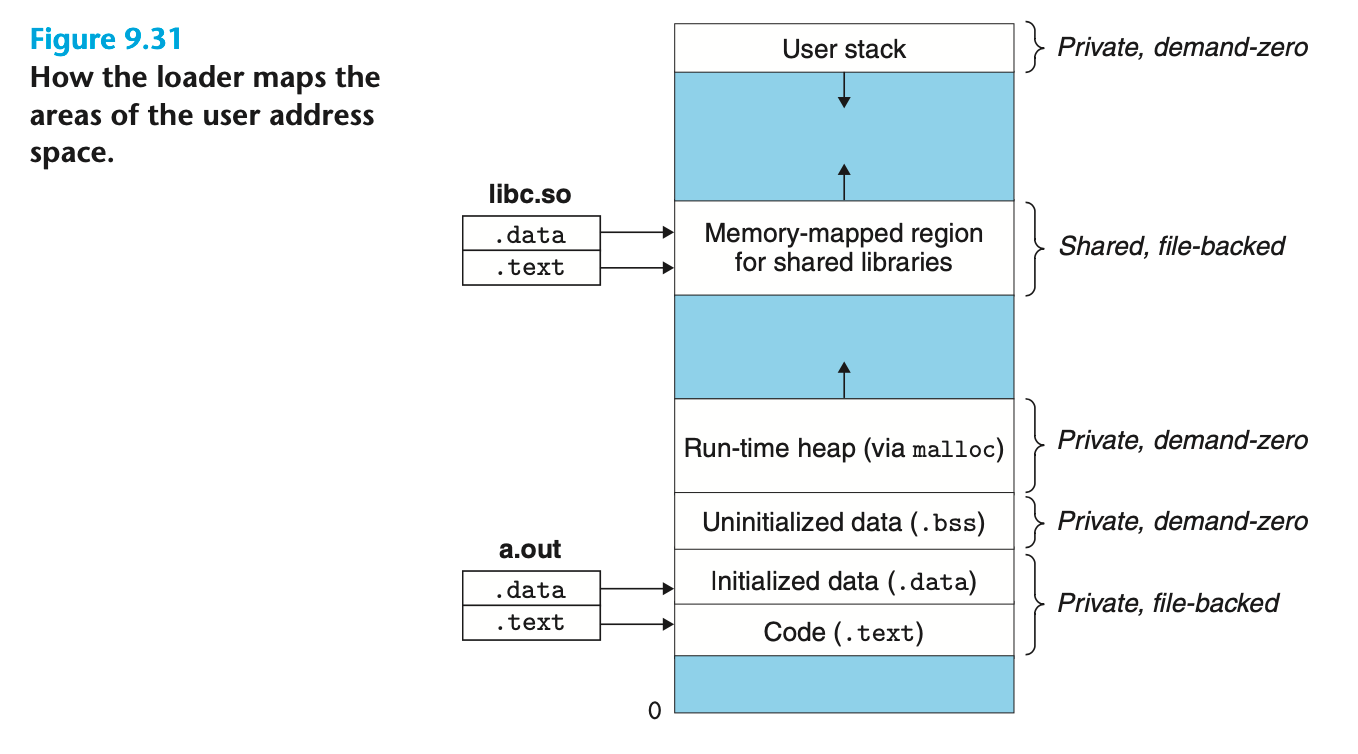 Figure 9.31
How the loader maps the
areas of the user address
space.
User stack
Private, demand-zero
libc.so
.data
.text
Memory-mapped region
for shared libraries
Shared, file-backed
Run-time heap (via malloc)
Private, demand-zero
Uninitialized data (.bss)
Private, demand-zero
a.out
.data
.text
Initialized data (.data)
Code (.text)
Private, file-backed
0